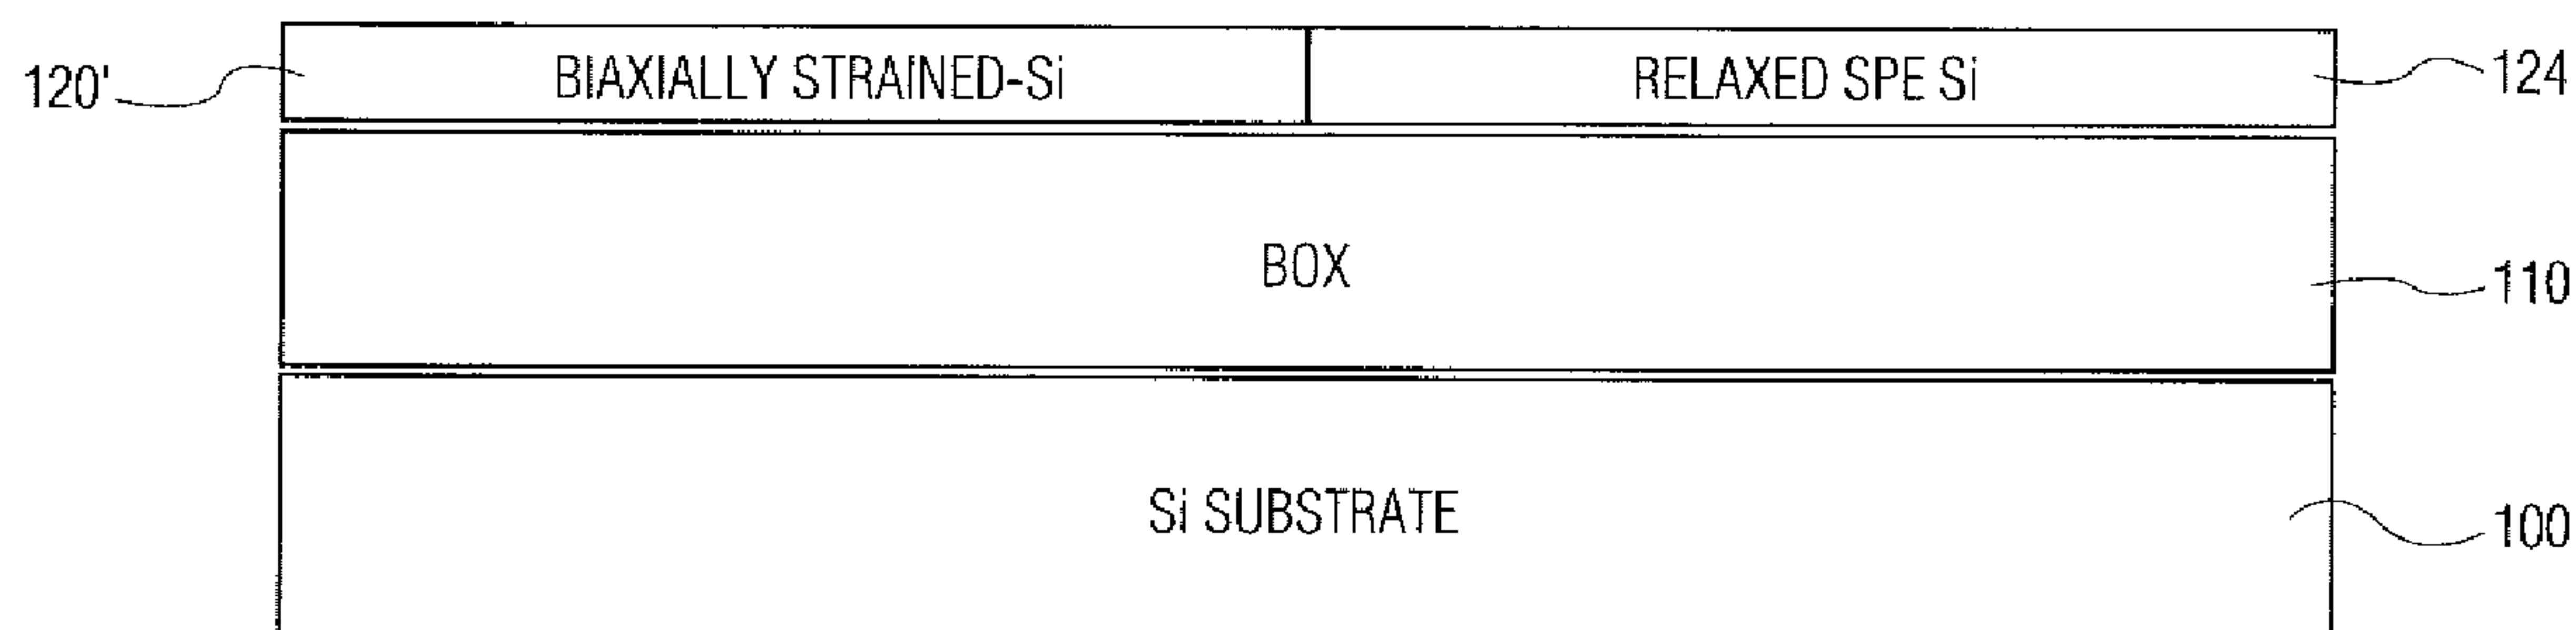 120' BIAXIALLY STRAINED-Si RELAXED SPE Si 124
BOX 110
Si SUBSTRATE 100